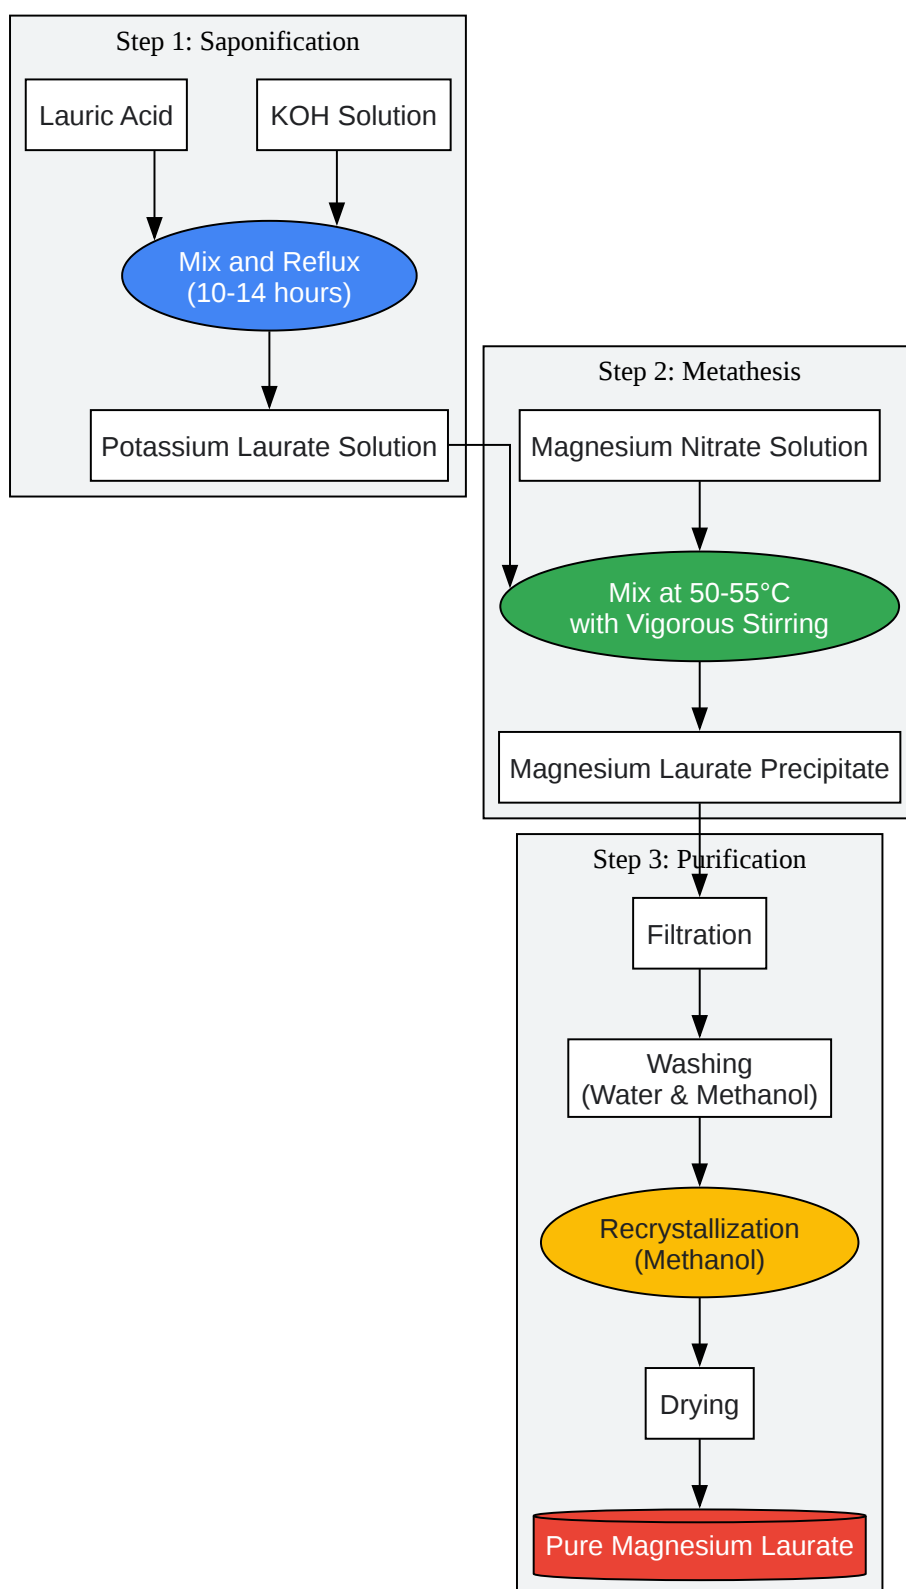 Step 1: Saponification
Lauric Acid
KOH Solution
Mix and Reflux
(10-14 hours)
Potassium Laurate Solution
Step 2: Metathesis
Magnesium Nitrate Solution
Mix at 50-55°C
with Vigorous Stirring
Magnesium Laurate Precipitate
Step 3: Purification
Filtration
Washing
(Water & Methanol)
Recrystallization
(Methanol)
Drying
Pure Magnesium Laurate